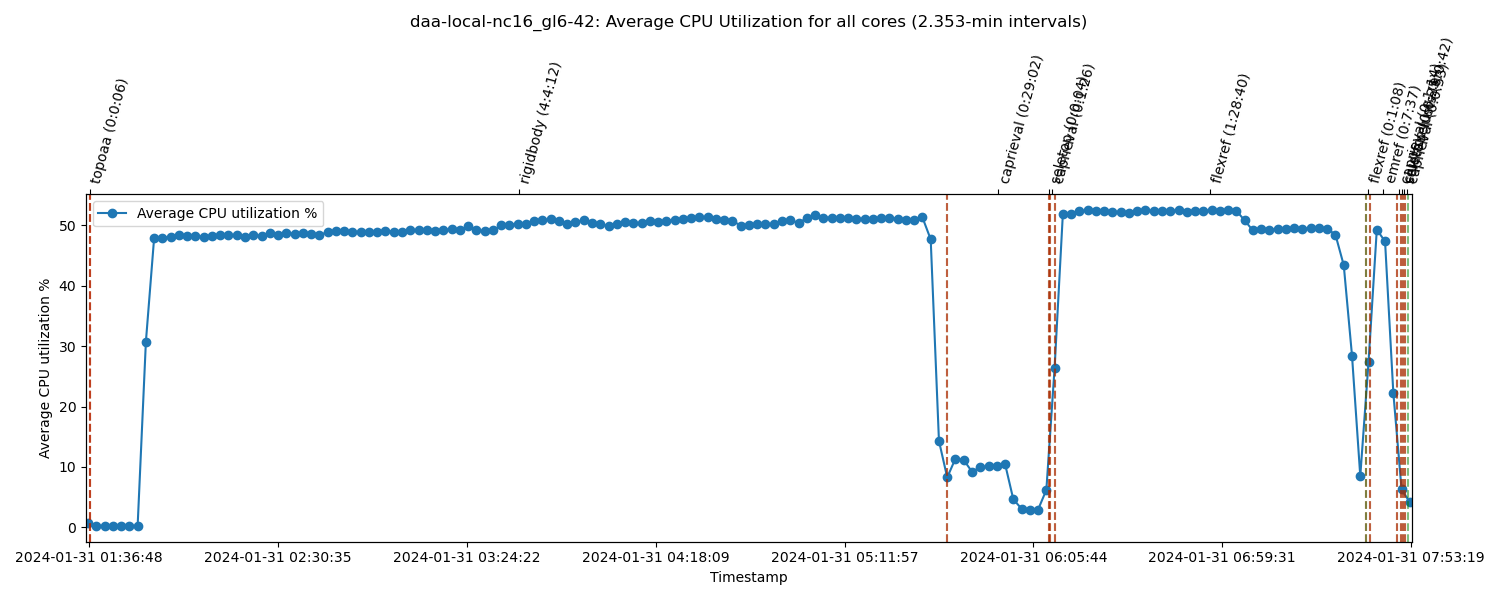 daa-local-nc16_gl6-42: Average CPU Utilization for all cores (2.353-min intervals)
topoaa (0:0:06)
rigidbody (4:4:12)
caprieval (0:29:02)
caprieval (0:1:26)
flexref (1:28:40)
flexref (0:1:08)
emref (0:7:37)
Average CPU utilization %
Average CPU utilization %
50
40
30
20
10
0
2024-01-31 01:36:48
2024-01-31 02:30:35
2024-01-31 03:24:22
2024-01-31 04:18:09
2024-01-31 05:11:57
2024-01-31 06:05:44
2024-01-31 06:59:31
2024-01-31 07:53:19
Timestamp